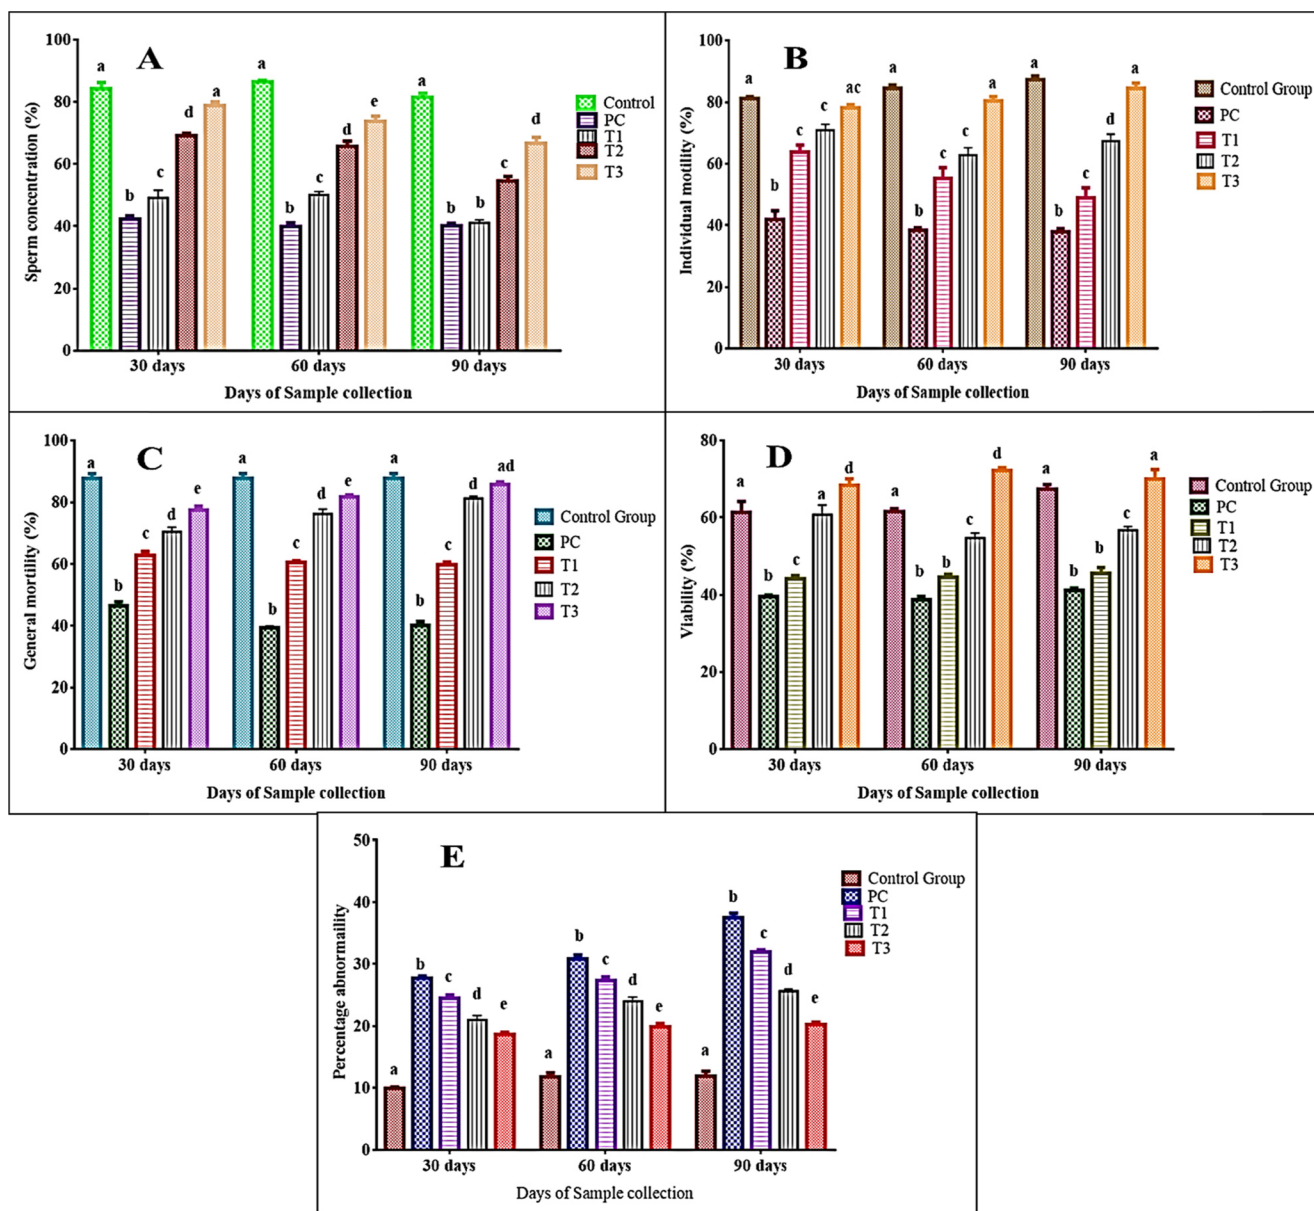 A
Sperm concentration (%)
100
80
60
40
20
0
a b c d a
a b c d e
a b b c d
30 days 60 days 90 days
Days of Sample collection
Control
PC
T1
T2
T3
B
Individual motility (%)
100
80
60
40
20
0
a b c c ac
a b c c a
a b c d a
30 days 60 days 90 days
Days of Sample collection
Control Group
PC
T1
T2
T3
C
General mortility (%)
100
80
60
40
20
0
a b c d e
a b c d e
a b c d ad
30 days 60 days 90 days
Days of Sample collection
Control Group
PC
T1
T2
T3
D
Viability (%)
80
60
40
20
0
a b c a d
a b b c d
a b b c a
30 days 60 days 90 days
Days of Sample collection
Control Group
PC
T1
T2
T3
E
Percentage abnormaility
50
40
30
20
10
0
a b c d e
a b c d e
a b c d e
30 days 60 days 90 days
Days of Sample collection
Control Group
PC
T1
T2
T3